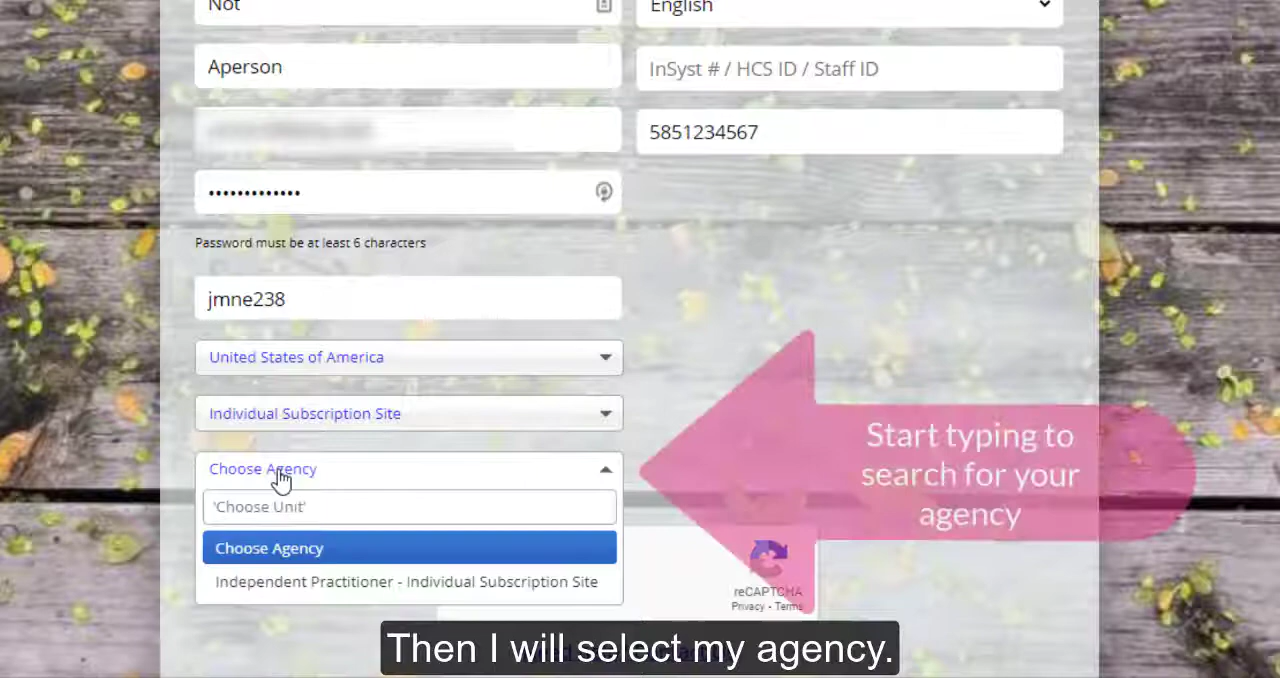 Not
English
Aperson
InSyst # / HCS ID / Staff ID
5851234567
•••••••••••••
Password must be at least 6 characters
jmne238
United States of America
Individual Subscription Site
Choose Agency
'Choose Unit'
Choose Agency
Independent Practitioner - Individual Subscription Site
Start typing to
search for your
agency
reCAPTCHA
Privacy - Terms
Then I will select my agency.